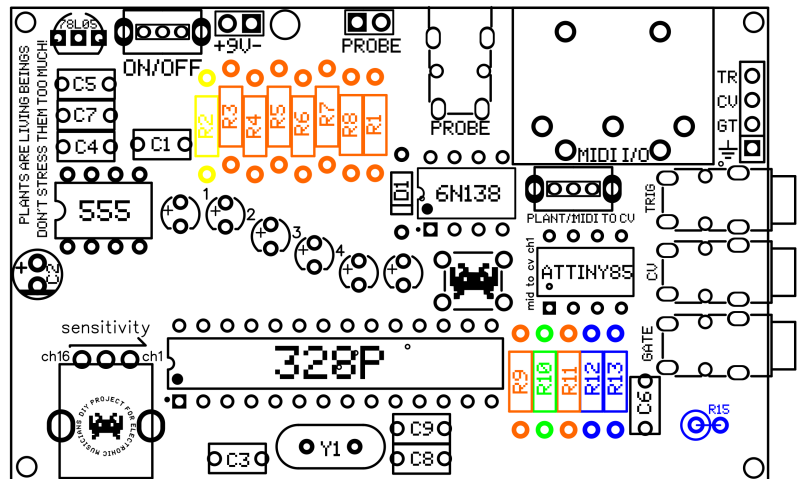 78L05
ON/OFF
+9V-
PROBE
PROBE
MIDI I/O
TR
CV
GT
PLANTS ARE LIVING BEINGS
DON'T STRESS THEM TOO MUCH!
C5
C7
C4
C1
R2
R3
R4
R5
R6
R7
R8
R1
555
D1
6N138
PLANT/MIDI TO CV
TRIG
1
2
3
4
+
C2
mid to cv ch1
ATTINY85
CV
sensitivity
ch16
ch1
328P
R9
R10
R11
R12
R13
GATE
C6
R15
DIY PROJECT FOR ELECTRONIC MUSICIANS
C3
Y1
C9
C8